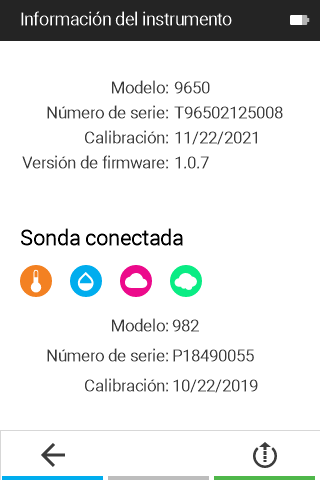 Información del instrumento
Modelo: 9650
Número de serie: T96502125008
Calibración: 11/22/2021
Versión de firmware: 1.0.7
Sonda conectada
Modelo: 982
Número de serie: P18490055
Calibración: 10/22/2019